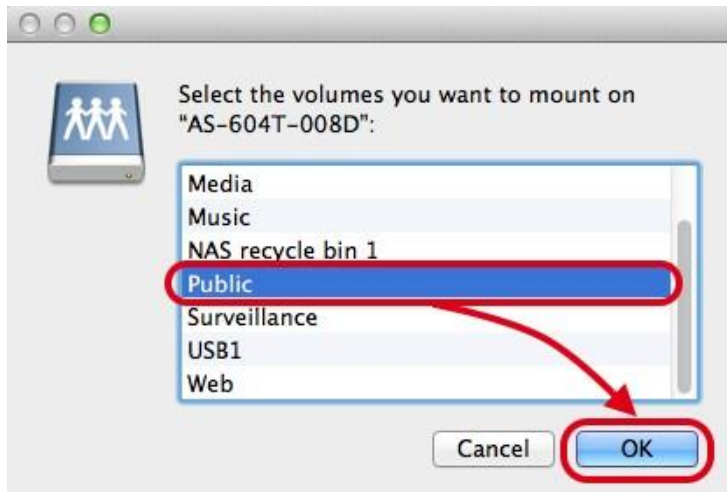 Select the volumes you want to mount on
"AS-604T-008D":
Media
Music
NAS recycle bin 1
Public
Surveillance
USB1
Web
Cancel
OK